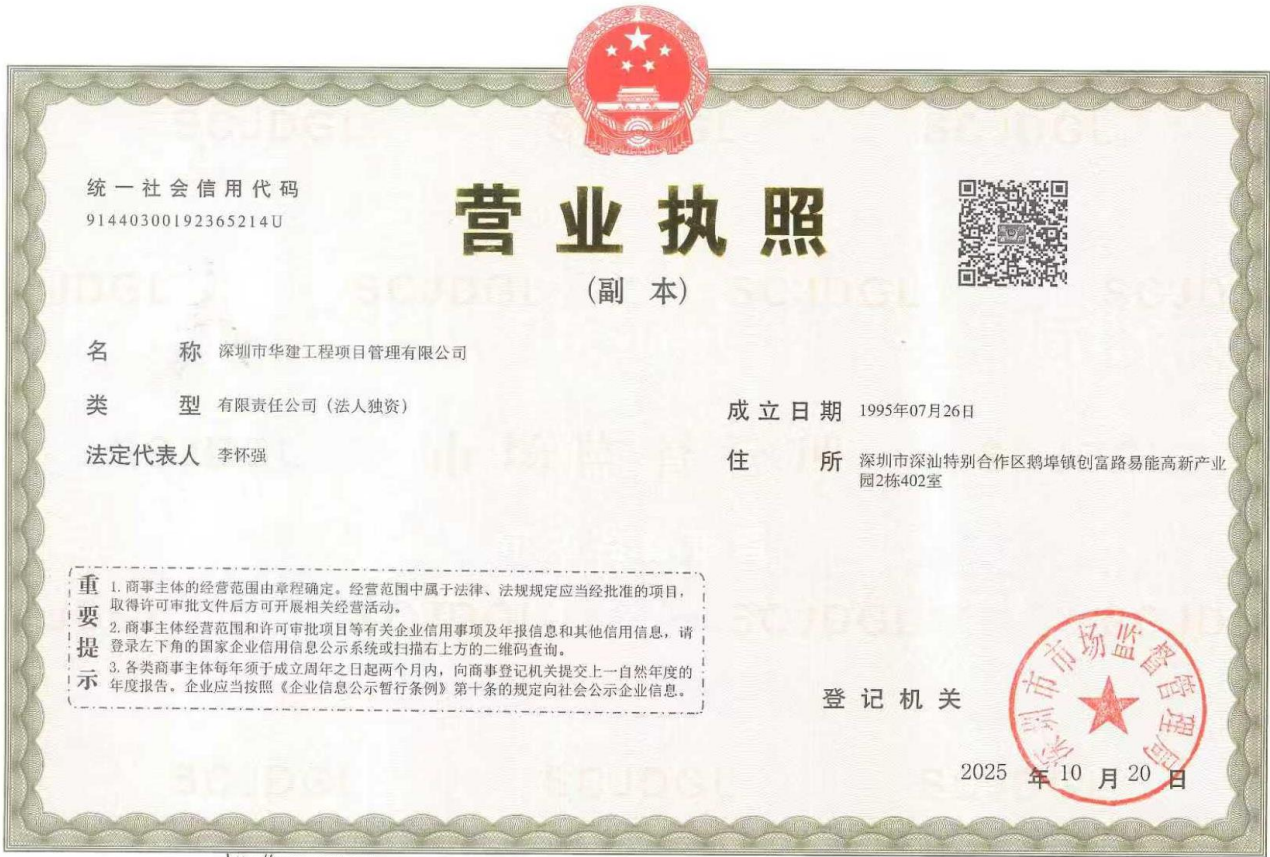 统一社会信用代码
91440300192365214U
营业执照
(副 本)
名 称 深圳市华建工程项目管理有限公司
类 型 有限责任公司（法人独资）
法定代表人 李怀强
成立日期 1995年07月26日
住 所 深圳市深汕特别合作区鹅埠镇创富路易能高新产业
园2栋402室
重要提示
1. 商事主体的经营范围由章程确定。经营范围中属于法律、法规规定应当经批准的项目，
取得许可审批文件后方可开展相关经营活动。
2. 商事主体经营范围和许可审批项目等有关企业信用事项及年报信息和其他信用信息，请
登录左下角的国家企业信用信息公示系统或扫描右上方的二维码查询。
3. 各类商事主体每年须于成立周年之日起两个月内，向商事登记机关提交上一自然年度的
年度报告。企业应当按照《企业信息公示暂行条例》第十条的规定向社会公示企业信息。
登记机关
深圳市市场监督管理局
2025 年 10 月 20 日